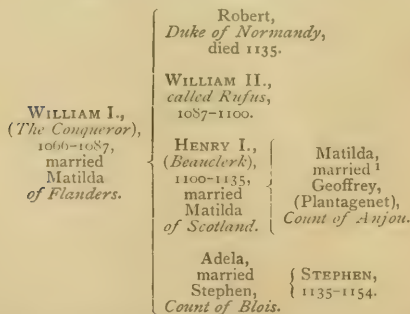 Robert,
Duke of Normandy,
died 1135.
WILLIAM II.,
called Rufus,
1087-1100.
WILLIAM I.,
(The Conqueror),
1066-1087,
married
Matilda
of Flanders.
HENRY I.,
(Beauclerk),
1100-1135,
married
Matilda
of Scotland.
Matilda,
married ¹
Geoffrey,
(Plantagenet),
Count of Anjou.
Adela,
married
Stephen,
Count of Blois.
STEPHEN,
1135-1154.